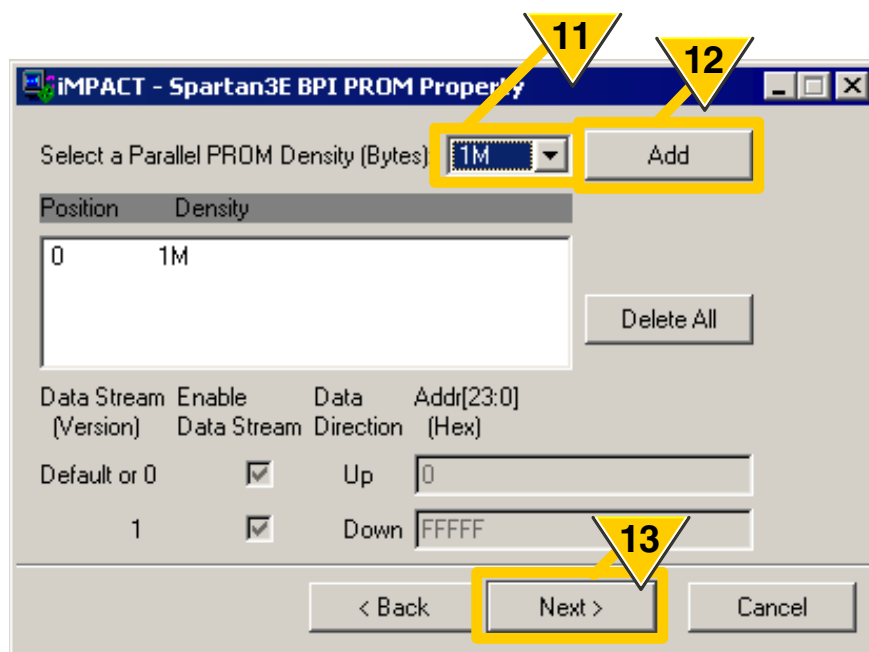 11
12
iMPACT - Spartan3E BPI PROM Property
Select a Parallel PROM Density (Bytes): 1M Add
Position Density
0 1M
Delete All
Data Stream Enable Data Addr[23:0]
(Version) Data Stream Direction (Hex)
Default or 0 Up 0
1 Down FFFFF
13
< Back Next > Cancel